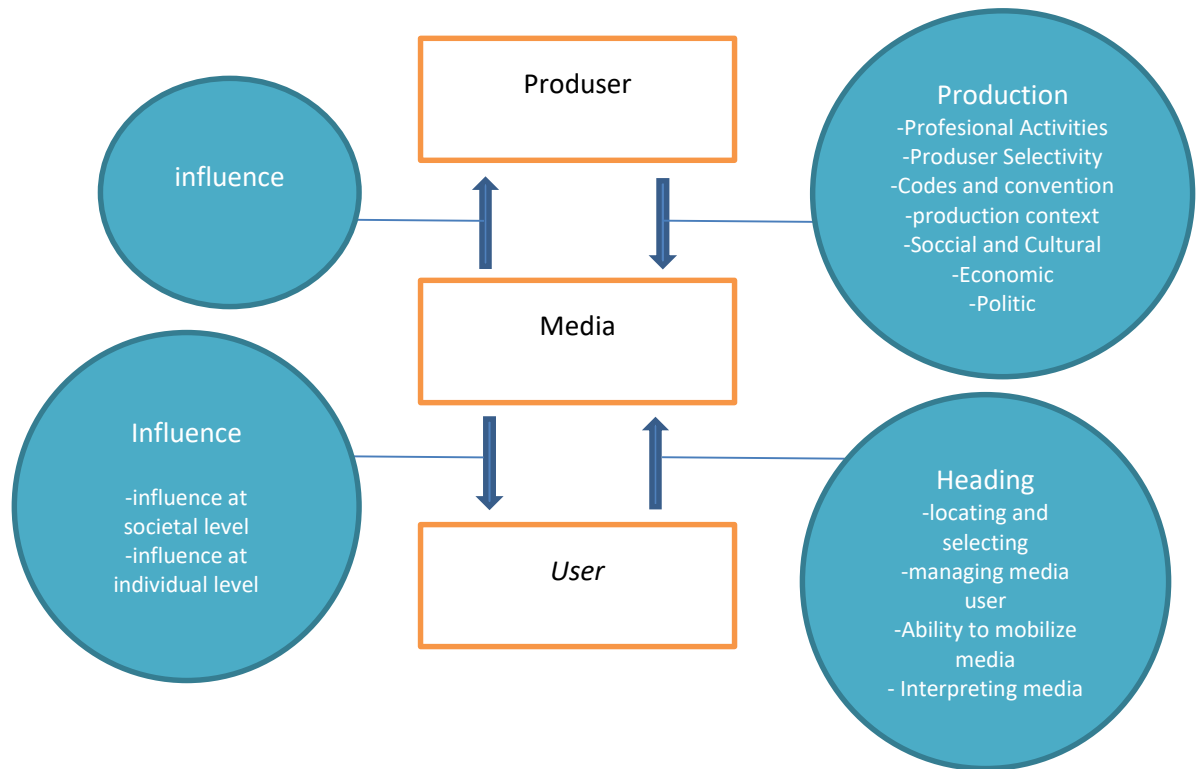 Produser
influence
Production
-Profesional Activities
-Produser Selectivity
-Codes and convention
-production context
-Soccial and Cultural
-Economic
-Politic
Media
Influence
-influence at
societal level
-influence at
individual level
User
Heading
-locating and
selecting
-managing media
user
-Ability to mobilize
media
- Interpreting media